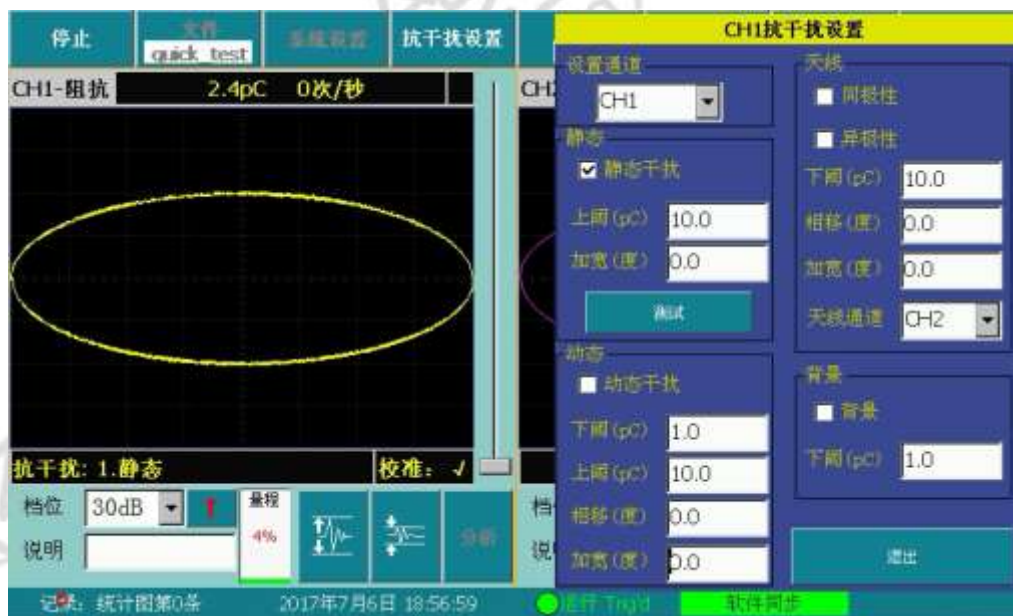 停止
文件
quick_test
系统设置
抗干扰设置
CH1-阻抗
2.4pC
0次/秒
抗干扰: 1.静态
校准: √
档位
30dB
量程
4%
分析
说明
CH1抗干扰设置
设置通道
CH1
静态
静态干扰
上阈(pC)
10.0
加宽(度)
0.0
测试
动态
动态干扰
下阈(pC)
1.0
上阈(pC)
10.0
相移(度)
0.0
加宽(度)
0.0
天线
同极性
异极性
下阈(pC)
10.0
相移(度)
0.0
加宽(度)
0.0
天线通道
CH2
背景
背景
下阈(pC)
1.0
退出
统计图第0条
2017年7月6日 18:56:59
运行 Trig'd
软件同步